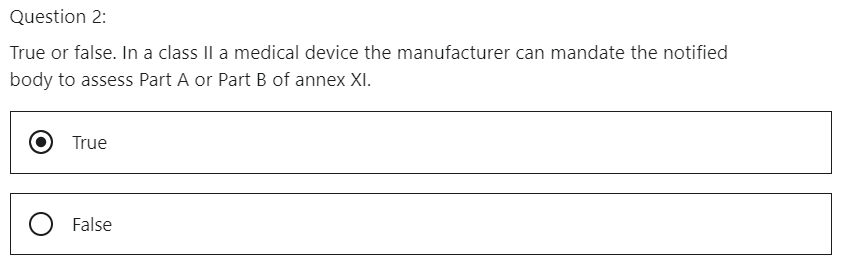 Question 2:
True or false. In a class II a medical device the manufacturer can mandate the notified
body to assess Part A or Part B of annex XI.
True
False